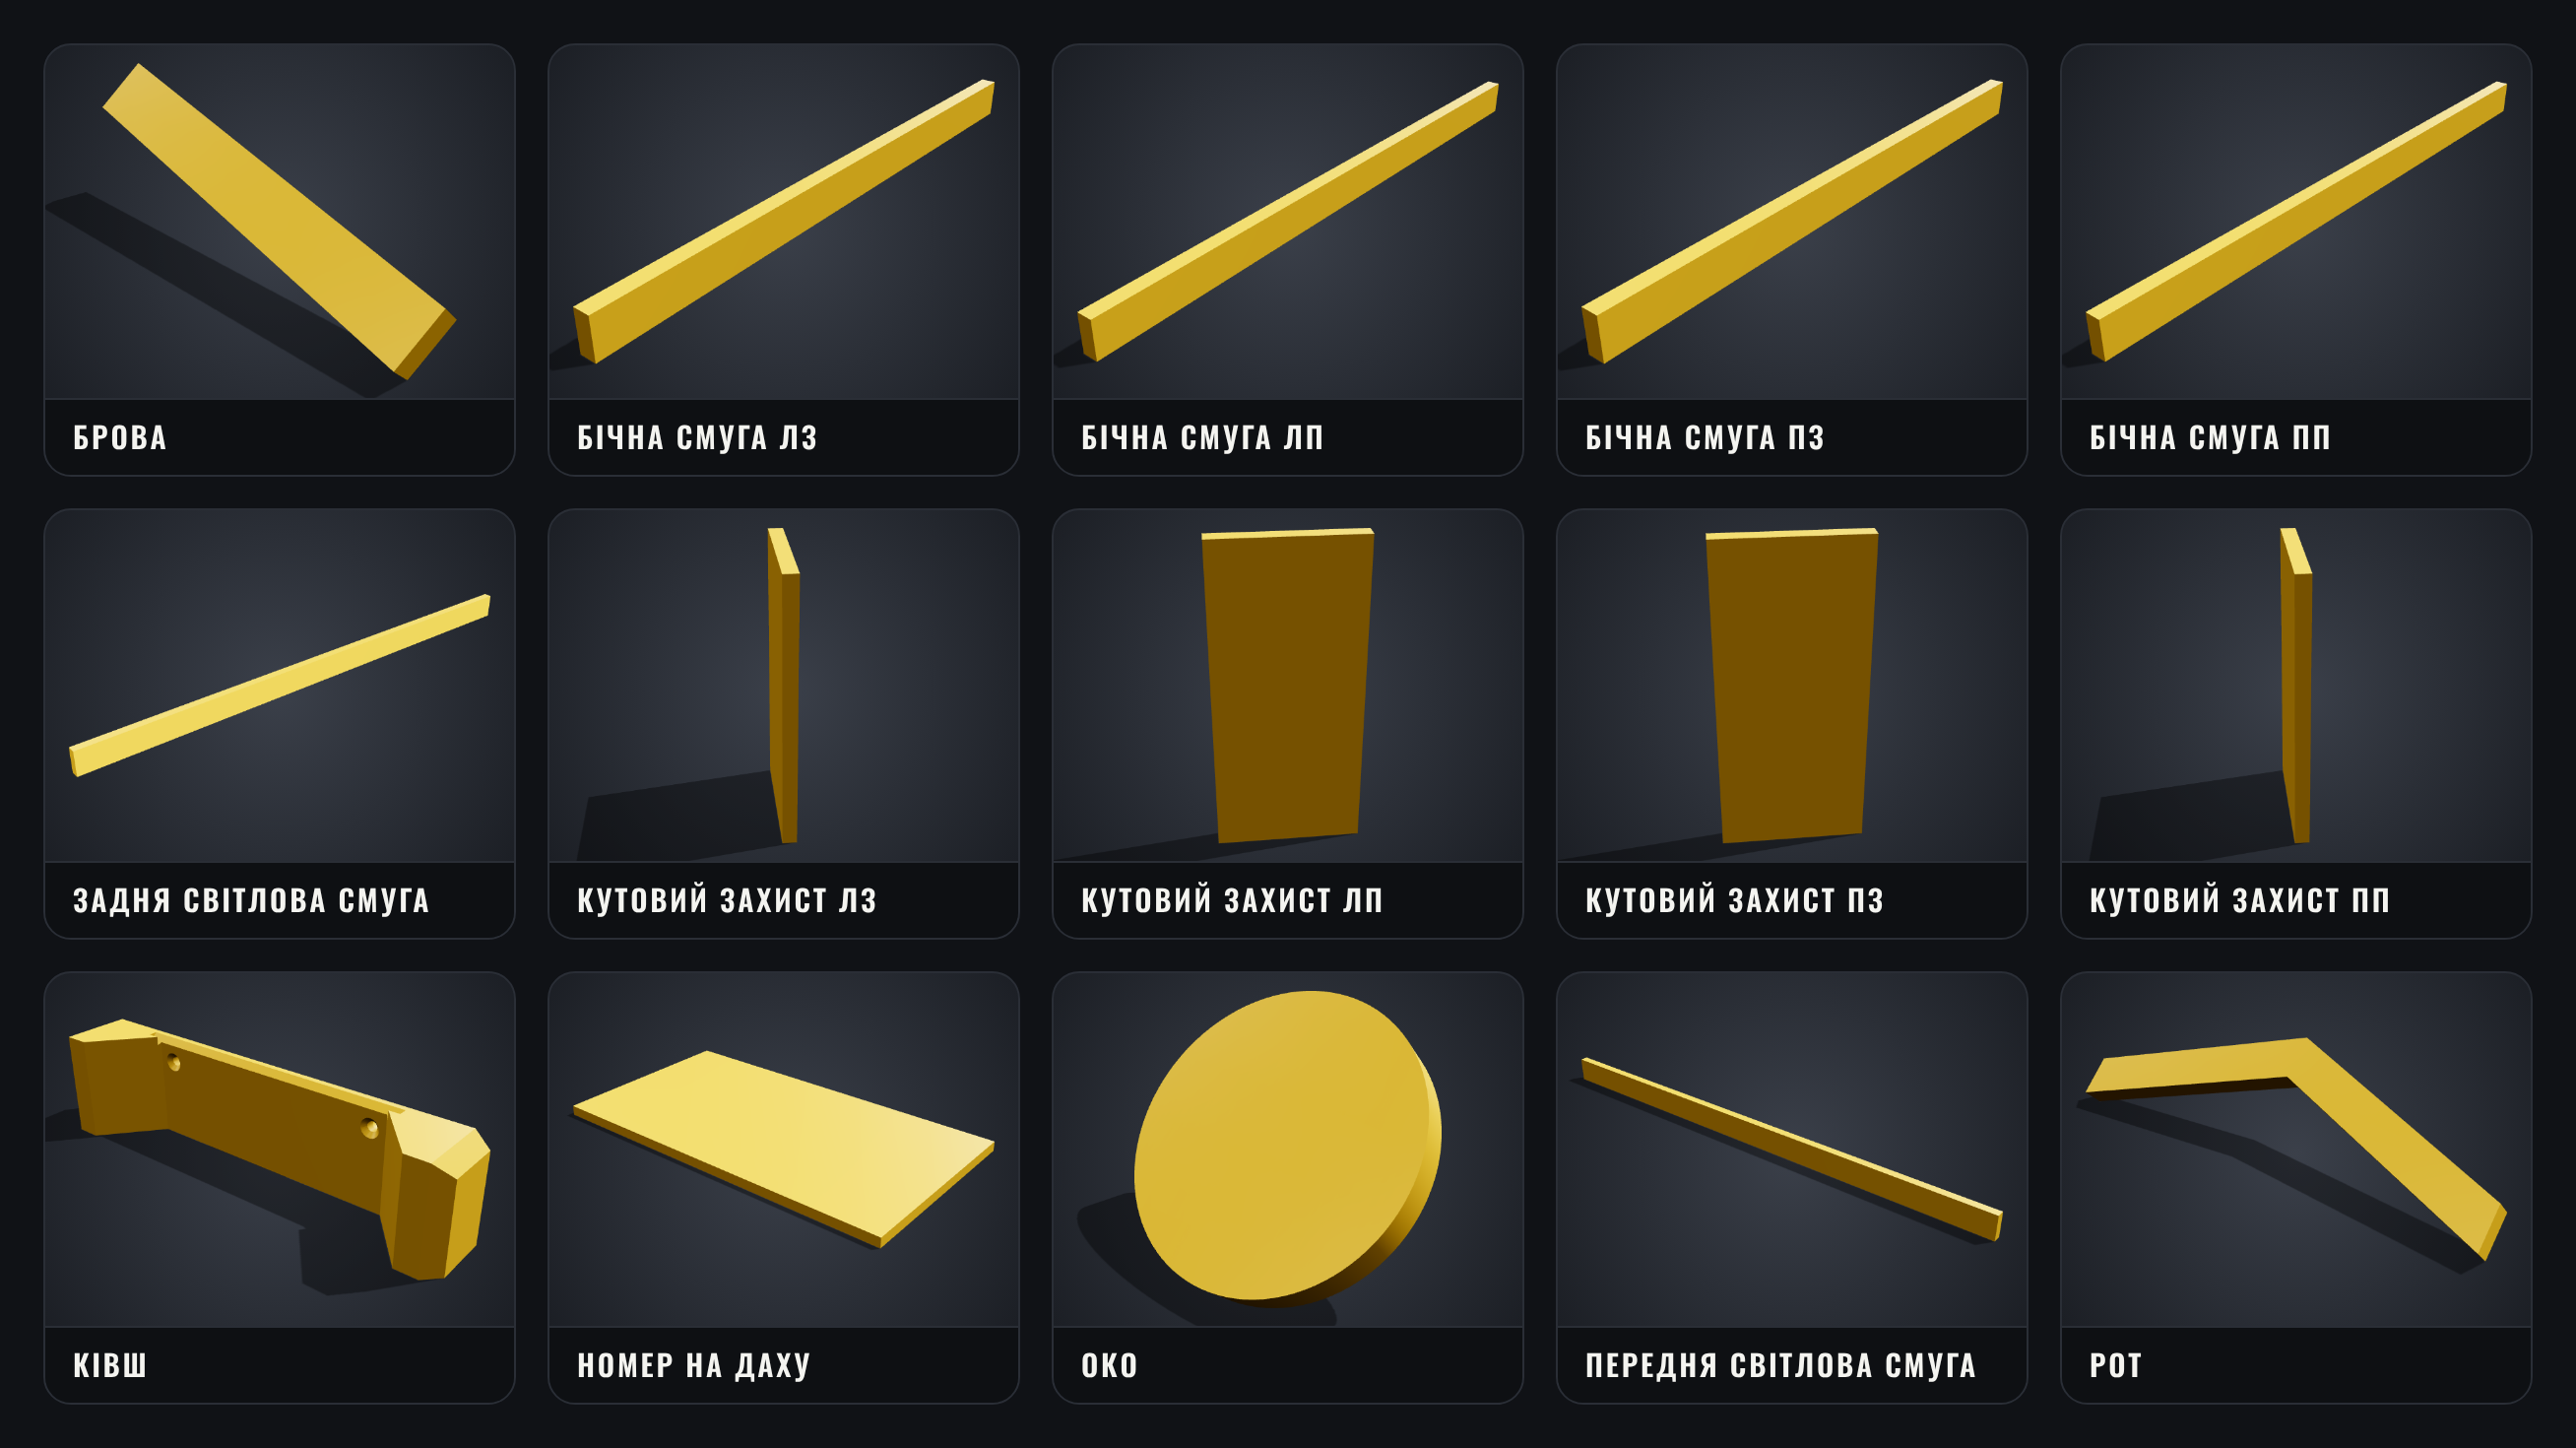 БРОВА
БІЧНА СМУГА ЛЗ
БІЧНА СМУГА ЛП
БІЧНА СМУГА ПЗ
БІЧНА СМУГА ПП
ЗАДНЯ СВІТЛОВА СМУГА
КУТОВИЙ ЗАХИСТ ЛЗ
КУТОВИЙ ЗАХИСТ ЛП
КУТОВИЙ ЗАХИСТ ПЗ
КУТОВИЙ ЗАХИСТ ПП
КІВШ
НОМЕР НА ДАХУ
ОКО
ПЕРЕДНЯ СВІТЛОВА СМУГА
РОТ